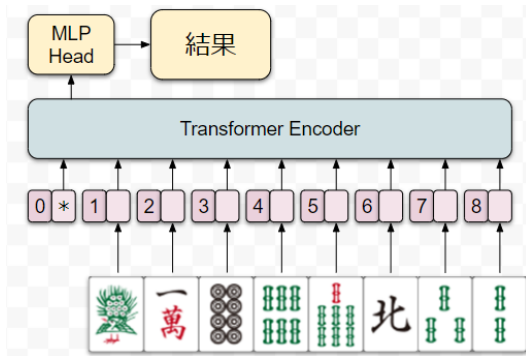 MLP
Head
結果
Transformer Encoder
0 * 1 2 3 4 5 6 7 8
一
萬
北